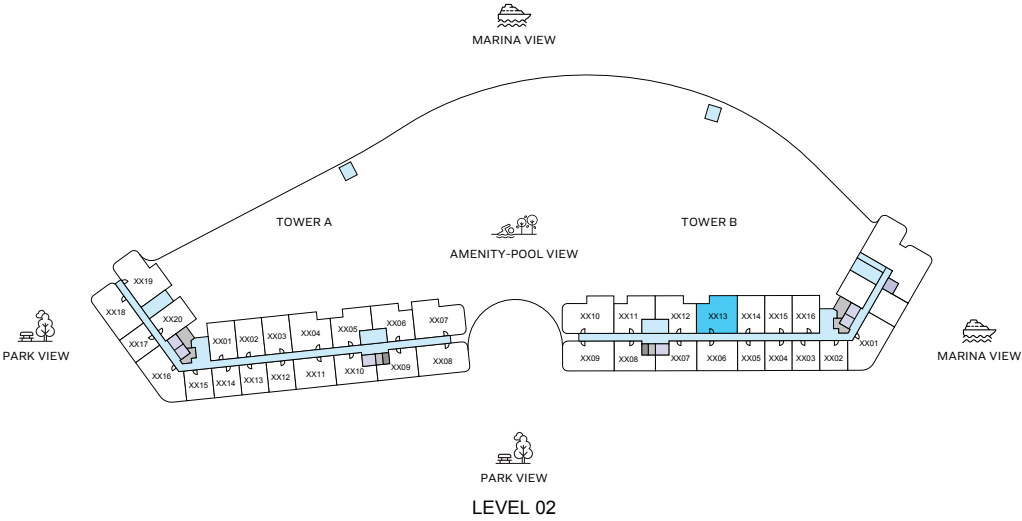 MARINA VIEW
TOWER A
TOWER B
AMENITY-POOL VIEW
XX19
XX18
XX20
XX17
XX16
XX01
XX02
XX03
XX04
XX05
XX06
XX07
XX15
XX14
XX13
XX12
XX11
XX10
XX09
XX08
XX10
XX11
XX12
XX13
XX14
XX15
XX16
XX09
XX08
XX07
XX06
XX05
XX04
XX03
XX02
XX01
PARK VIEW
MARINA VIEW
PARK VIEW
LEVEL 02